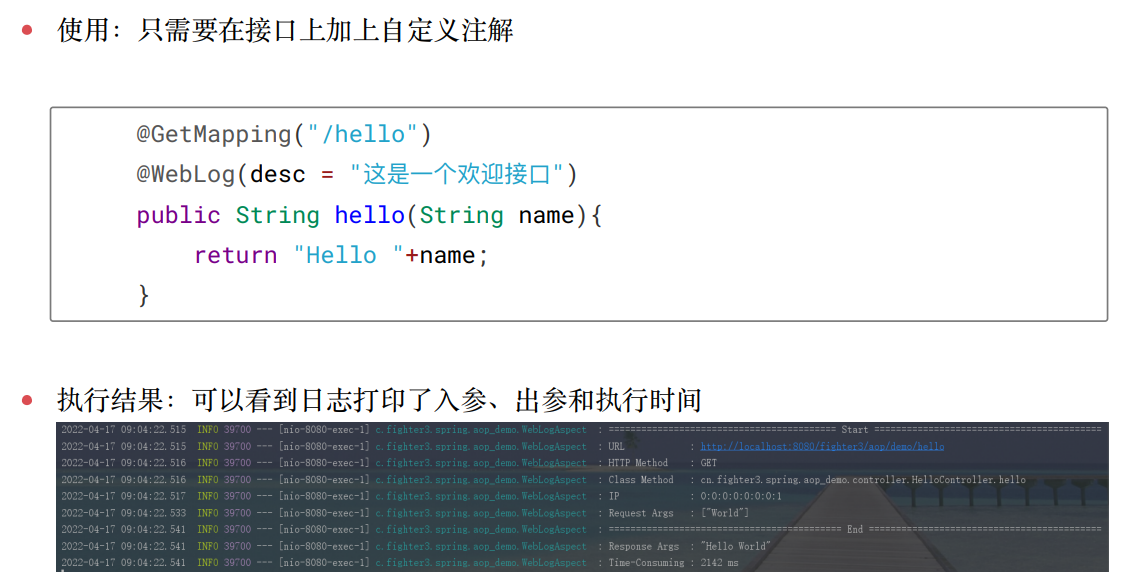 使用：只需要在接口上加上自定义注解
@GetMapping("/hello")
@WebLog(desc = "这是一个欢迎接口")
public String hello(String name){
return "Hello "+name;
}
执行结果：可以看到日志打印了入参、出参和执行时间
2022-04-17 09:04:22.515 INFO 39700 --- [nio-8080-exec-1] c.fighter3.spring.aop_demo.WebLogAspect : ========================================== Start ==========================================
2022-04-17 09:04:22.515 INFO 39700 --- [nio-8080-exec-1] c.fighter3.spring.aop_demo.WebLogAspect : URL : http://localhost:8080/fighter3/aop/demo/hello
2022-04-17 09:04:22.516 INFO 39700 --- [nio-8080-exec-1] c.fighter3.spring.aop_demo.WebLogAspect : HTTP Method : GET
2022-04-17 09:04:22.516 INFO 39700 --- [nio-8080-exec-1] c.fighter3.spring.aop_demo.WebLogAspect : Class Method : cn.fighter3.spring.aop_demo.controller.HelloController.hello
2022-04-17 09:04:22.517 INFO 39700 --- [nio-8080-exec-1] c.fighter3.spring.aop_demo.WebLogAspect : IP : 0:0:0:0:0:0:0:1
2022-04-17 09:04:22.533 INFO 39700 --- [nio-8080-exec-1] c.fighter3.spring.aop_demo.WebLogAspect : Request Args : ["World"]
2022-04-17 09:04:22.541 INFO 39700 --- [nio-8080-exec-1] c.fighter3.spring.aop_demo.WebLogAspect : =========================================== End ===========================================
2022-04-17 09:04:22.541 INFO 39700 --- [nio-8080-exec-1] c.fighter3.spring.aop_demo.WebLogAspect : Response Args : "Hello World"
2022-04-17 09:04:22.541 INFO 39700 --- [nio-8080-exec-1] c.fighter3.spring.aop_demo.WebLogAspect : Time-Consuming : 2142 ms